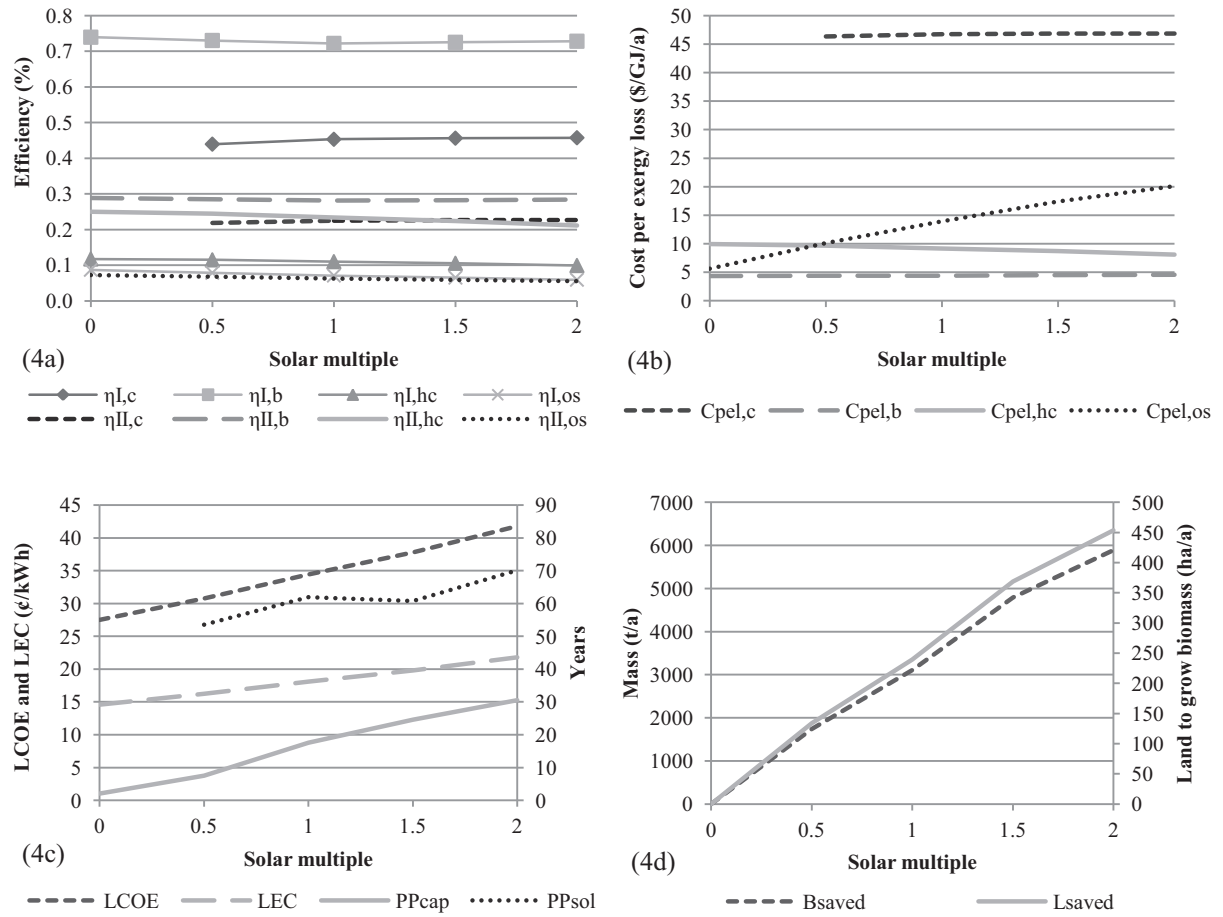 Efficiency (%)
0.8
0.7
0.6
0.5
0.4
0.3
0.2
0.1
0.0
0 0.5 1 1.5 2
Solar multiple
(4a)
ηI,c ηI,b ηI,hc ηI,os
ηII,c ηII,b ηII,hc ηII,os
Cost per exergy loss ($/GJ/a)
50
45
40
35
30
25
20
15
10
5
0
0 0.5 1 1.5 2
Solar multiple
(4b)
Cpel,c Cpel,b Cpel,hc Cpel,os
LCOE and LEC (¢/kWh)
45
40
35
30
25
20
15
10
5
0
90
80
70
60
50
40
30
20
10
0
Years
0 0.5 1 1.5 2
Solar multiple
(4c)
LCOE LEC PPcap PPsol
Mass (t/a)
7000
6000
5000
4000
3000
2000
1000
0
500
450
400
350
300
250
200
150
100
50
0
Land to grow biomass (ha/a)
0 0.5 1 1.5 2
Solar multiple
(4d)
Bsaved Lsaved